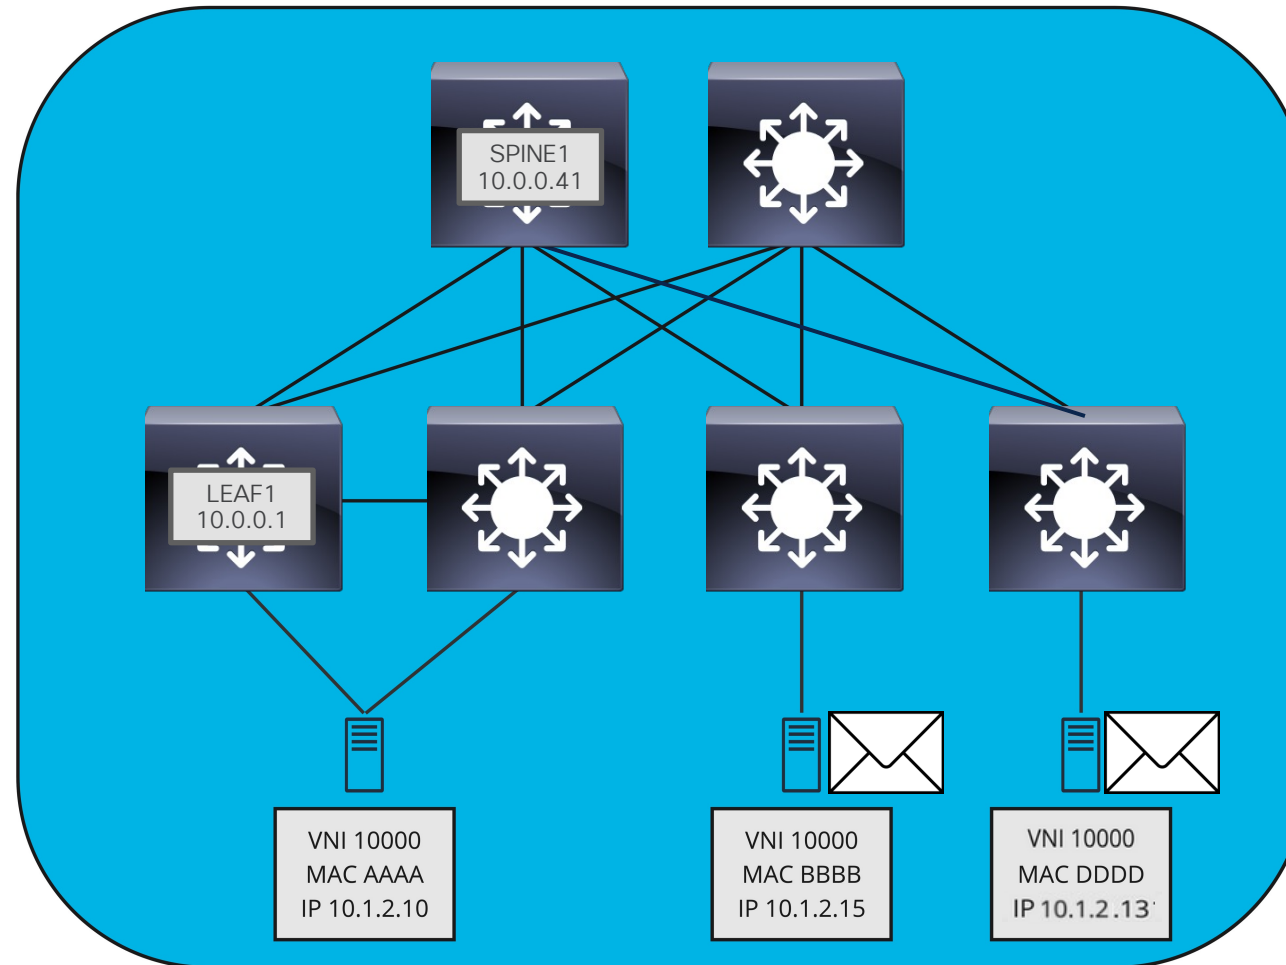 SPINE1
10.0.0.41
LEAF1
10.0.0.1
VNI 10000
MAC AAAA
IP 10.1.2.10
VNI 10000
MAC BBBB
IP 10.1.2.15
VNI 10000
MAC DDDD
IP 10.1.2.13